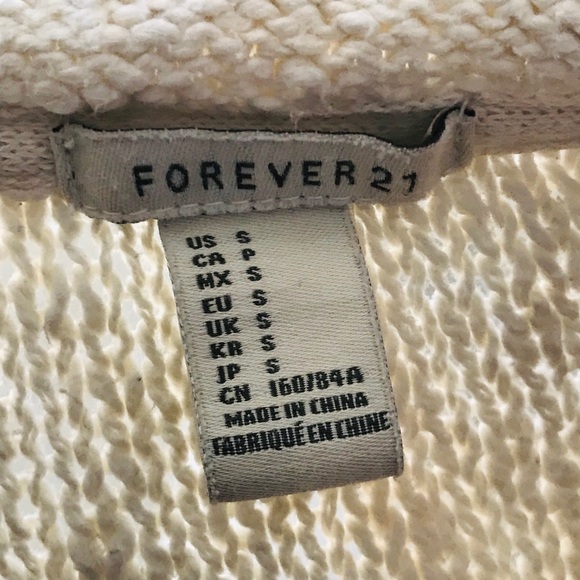 FOREVER 21
US S
CA P
MX S
EU S
UK S
KR S
JP S
CN 160/84A
MADE IN CHINA
FABRIQUÉ EN CHINE